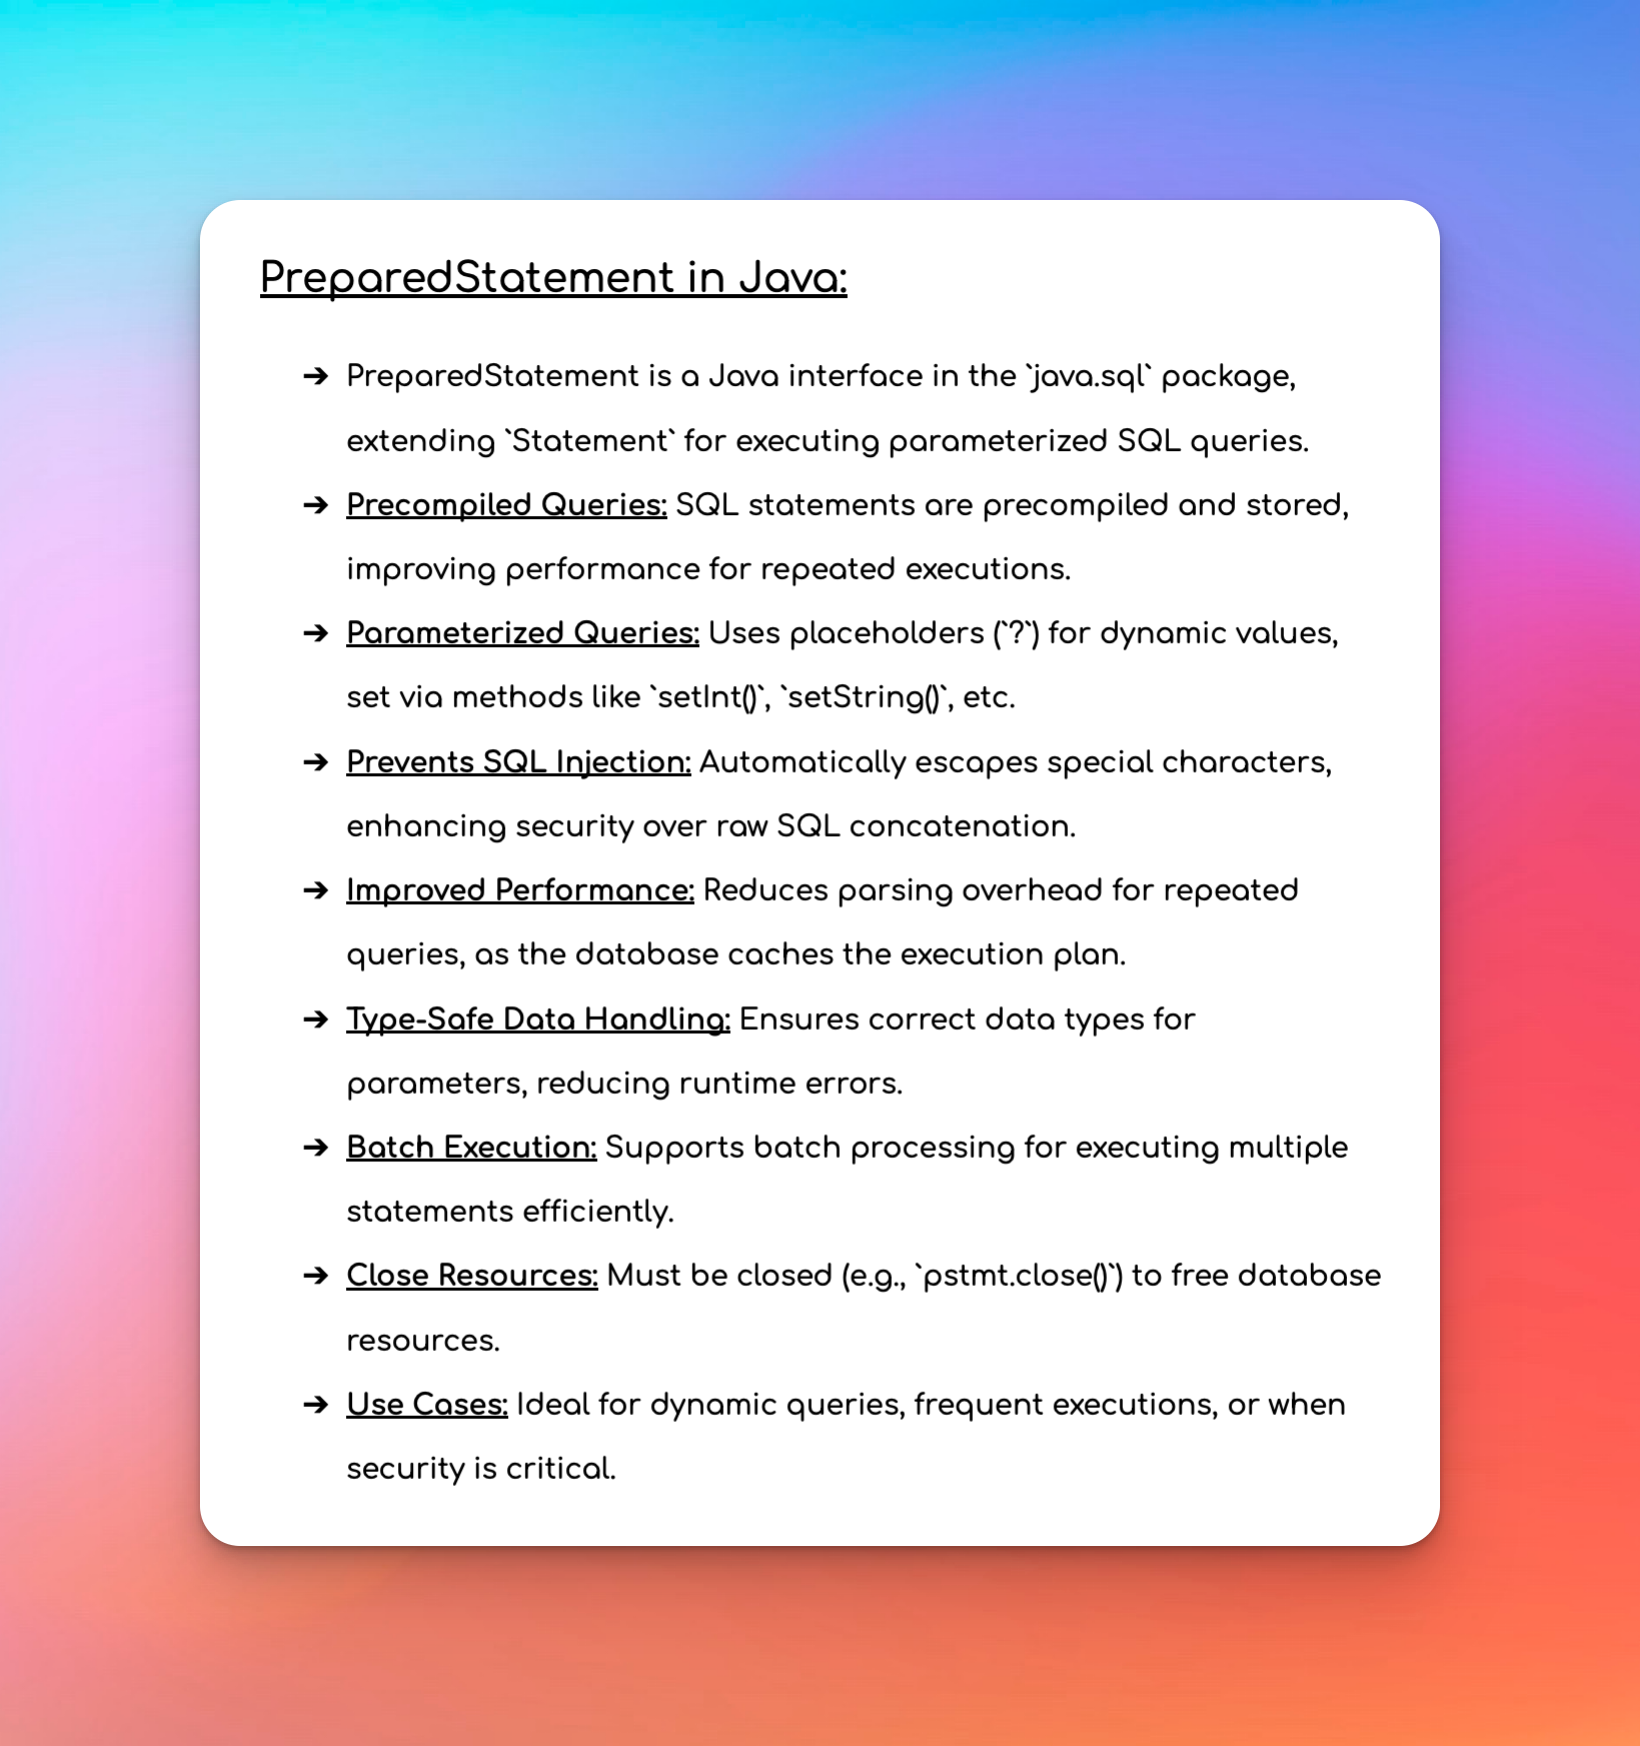 PreparedStatement in Java:
➔ PreparedStatement is a Java interface in the `java.sql` package,
extending `Statement` for executing parameterized SQL queries.
➔ Precompiled Queries: SQL statements are precompiled and stored,
improving performance for repeated executions.
➔ Parameterized Queries: Uses placeholders (`?`) for dynamic values,
set via methods like `setInt()`, `setString()`, etc.
➔ Prevents SQL Injection: Automatically escapes special characters,
enhancing security over raw SQL concatenation.
➔ Improved Performance: Reduces parsing overhead for repeated
queries, as the database caches the execution plan.
➔ Type-Safe Data Handling: Ensures correct data types for
parameters, reducing runtime errors.
➔ Batch Execution: Supports batch processing for executing multiple
statements efficiently.
➔ Close Resources: Must be closed (e.g., `pstmt.close()`) to free database
resources.
➔ Use Cases: Ideal for dynamic queries, frequent executions, or when
security is critical.